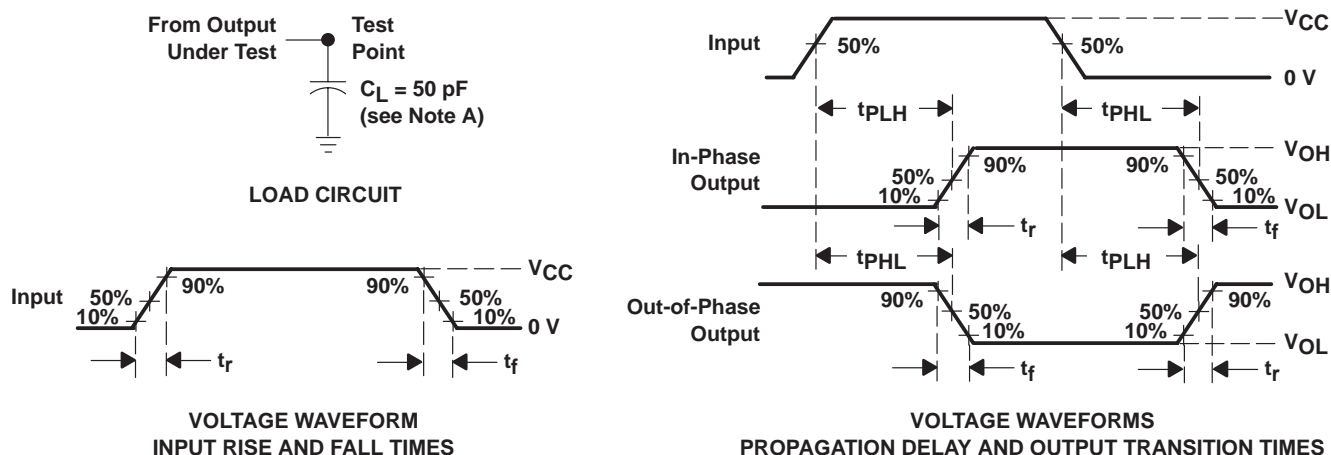 From Output
Under Test
Test
Point
CL = 50 pF
(see Note A)
LOAD CIRCUIT
Input
50%
10%
90%
90%
50%
10%
VCC
0 V
tr
tf
VOLTAGE WAVEFORM
INPUT RISE AND FALL TIMES
Input
50%
50%
VCC
0 V
tPLH
tPHL
In-Phase
Output
50%
10%
90%
90%
50%
10%
VOH
VOL
tr
tf
tPHL
tPLH
Out-of-Phase
Output
90%
50%
10%
50%
10%
90%
VOH
VOL
tf
tr
VOLTAGE WAVEFORMS
PROPAGATION DELAY AND OUTPUT TRANSITION TIMES